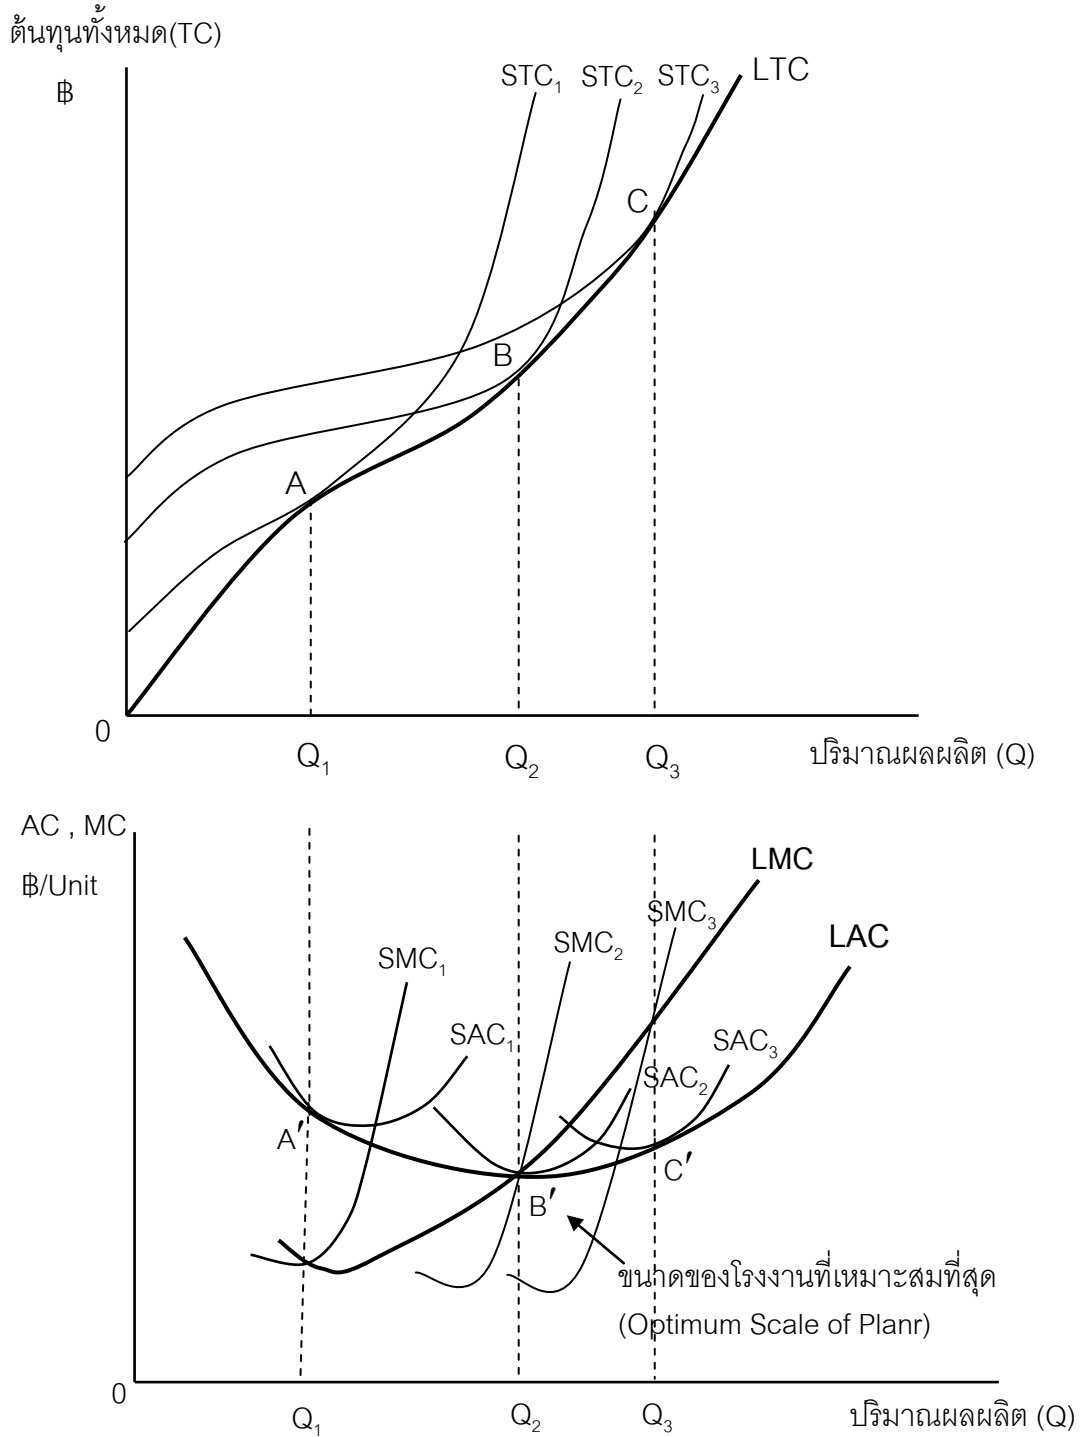 ต้นทุนทั้งหมด(TC)
฿
STC₁ STC₂ STC₃ LTC
C
B
A
0
Q₁ Q₂ Q₃ ปริมาณผลผลิต (Q)
AC , MC
฿/Unit
LMC
SMC₃
LAC
SMC₂
SMC₁
SAC₁
SAC₃
SAC₂
A′
C′
B′
ขนาดของโรงงานที่เหมาะสมที่สุด
(Optimum Scale of Planr)
0
Q₁ Q₂ Q₃ ปริมาณผลผลิต (Q)